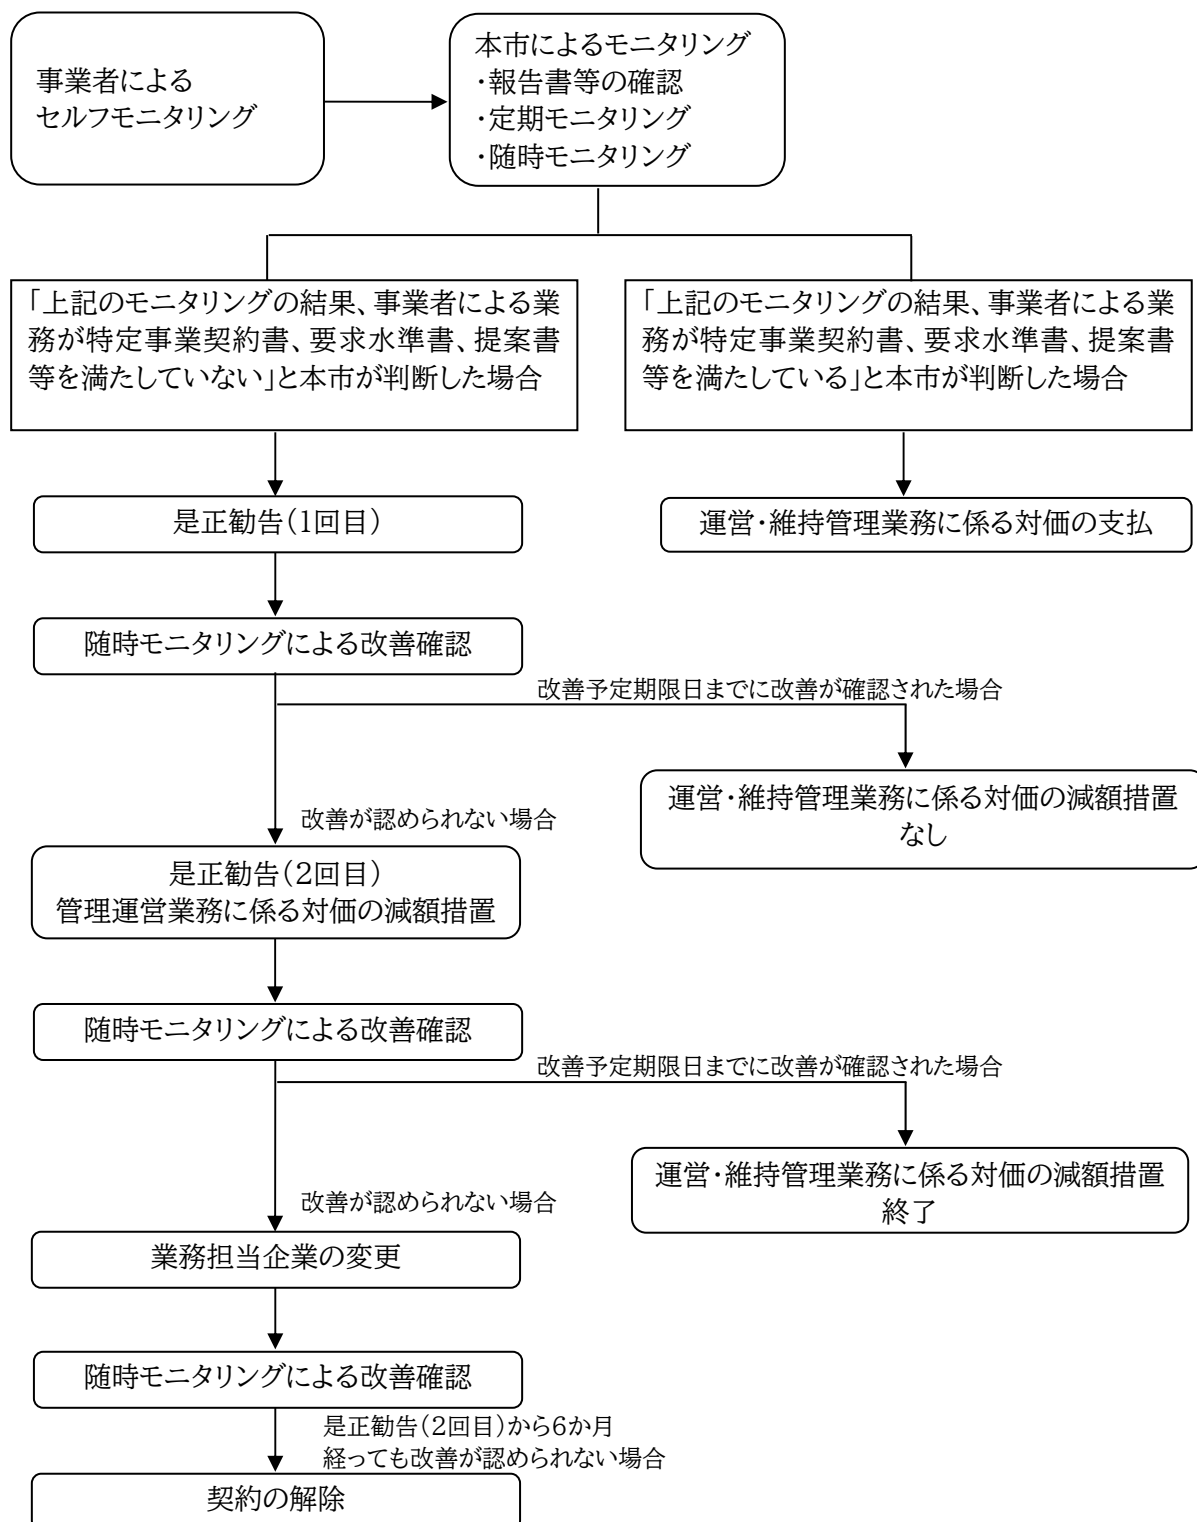 事業者による
セルフモニタリング
本市によるモニタリング
・報告書等の確認
・定期モニタリング
・随時モニタリング
「上記のモニタリングの結果、事業者による業
務が特定事業契約書、要求水準書、提案書
等を満たしていない」と本市が判断した場合
「上記のモニタリングの結果、事業者による業
務が特定事業契約書、要求水準書、提案書
等を満たしている」と本市が判断した場合
是正勧告(1回目)
運営・維持管理業務に係る対価の支払
随時モニタリングによる改善確認
改善予定期限日までに改善が確認された場合
運営・維持管理業務に係る対価の減額措置
なし
改善が認められない場合
是正勧告(2回目)
管理運営業務に係る対価の減額措置
随時モニタリングによる改善確認
改善予定期限日までに改善が確認された場合
運営・維持管理業務に係る対価の減額措置
終了
改善が認められない場合
業務担当企業の変更
随時モニタリングによる改善確認
是正勧告(2回目)から6か月
経っても改善が認められない場合
契約の解除